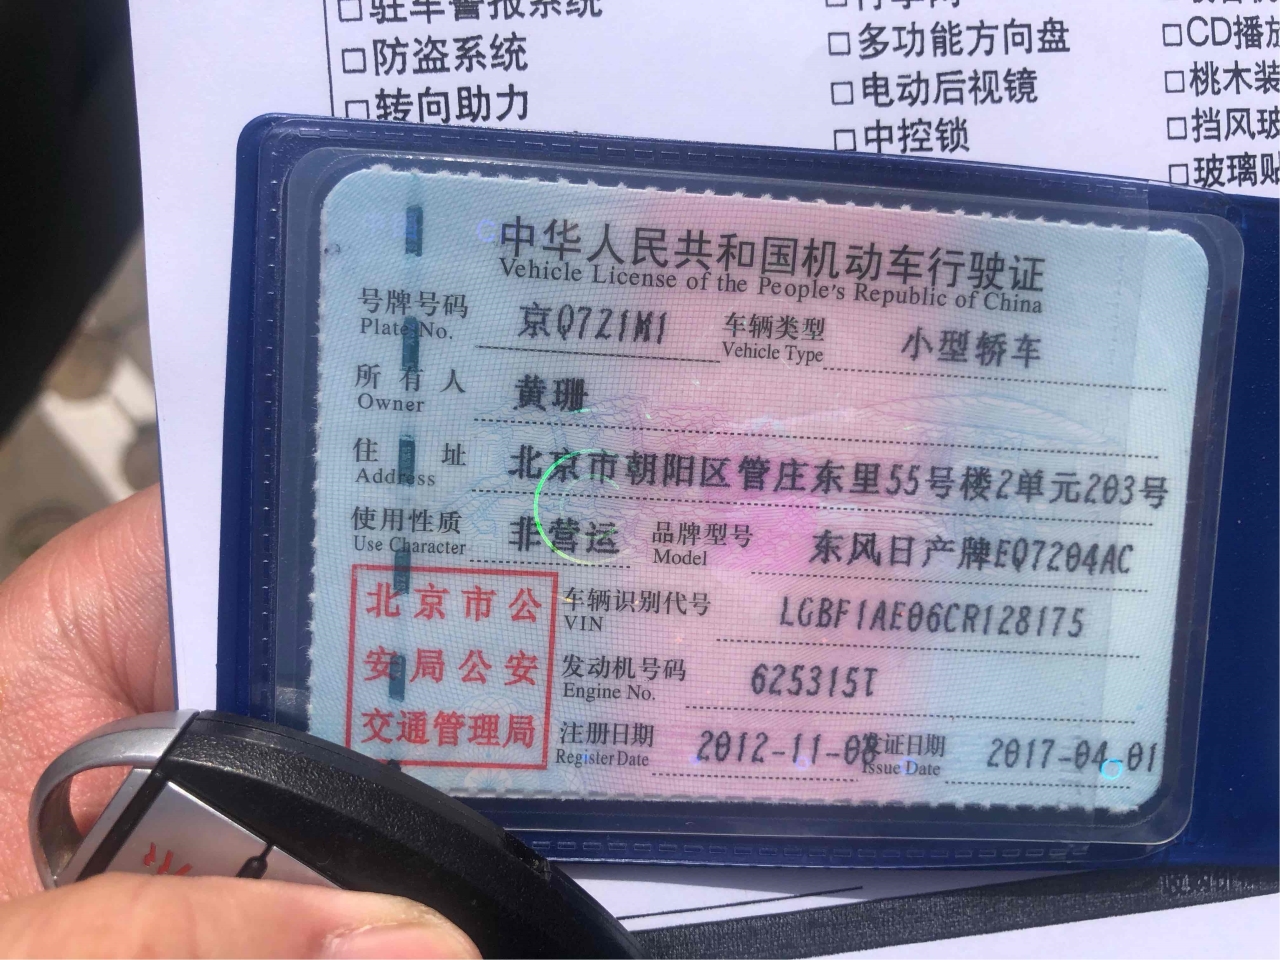 驻车警报系统
□防盗系统
□多功能方向盘
□CD播放
□转向助力
□电动后视镜
□桃木装
□中控锁
□挡风玻
□玻璃贴
中华人民共和国机动车行驶证
Vehicle License of the People's Republic of China
号牌号码 京Q7Z1M1 车辆类型 小型轿车
Plate No. Vehicle Type
所有人 黄珊
Owner
住址 北京市朝阳区管庄东里55号楼2单元203号
Address
使用性质 非营运 品牌型号 东风日产牌EQ7204AC
Use Character Model
北京市公
安局公安
交通管理局
车辆识别代号 LGBF1AE06CR128175
VIN
发动机号码 625315T
Engine No.
注册日期 2012-11-08 发证日期 2017-04-01
Register Date Issue Date